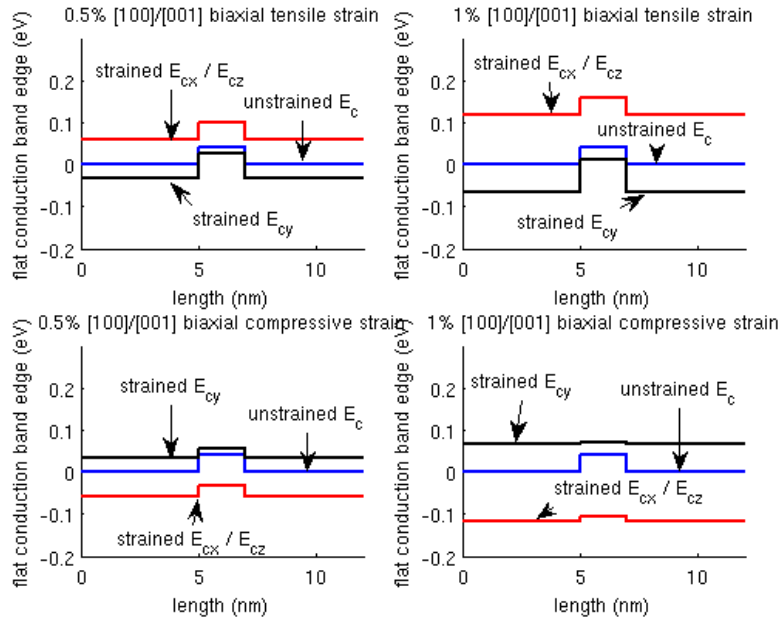 0.5% [100]/[001] biaxial tensile strain
flat conduction band edge (eV)
0.2
0.1
0
−0.1
−0.2
strained E_cx / E_cz
unstrained E_c
strained E_cy
0 5 10
length (nm)
1% [100]/[001] biaxial tensile strain
flat conduction band edge (eV)
0.2
0.1
0
−0.1
−0.2
strained E_cx / E_cz
unstrained E_c
strained E_cy
0 5 10
length (nm)
0.5% [100]/[001] biaxial compressive strain
flat conduction band edge (eV)
0.2
0.1
0
−0.1
−0.2
strained E_cy
unstrained E_c
strained E_cx / E_cz
0 5 10
length (nm)
1% [100]/[001] biaxial compressive strain
flat conduction band edge (eV)
0.2
0.1
0
−0.1
−0.2
strained E_cy
unstrained E_c
strained E_cx / E_cz
0 5 10
length (nm)